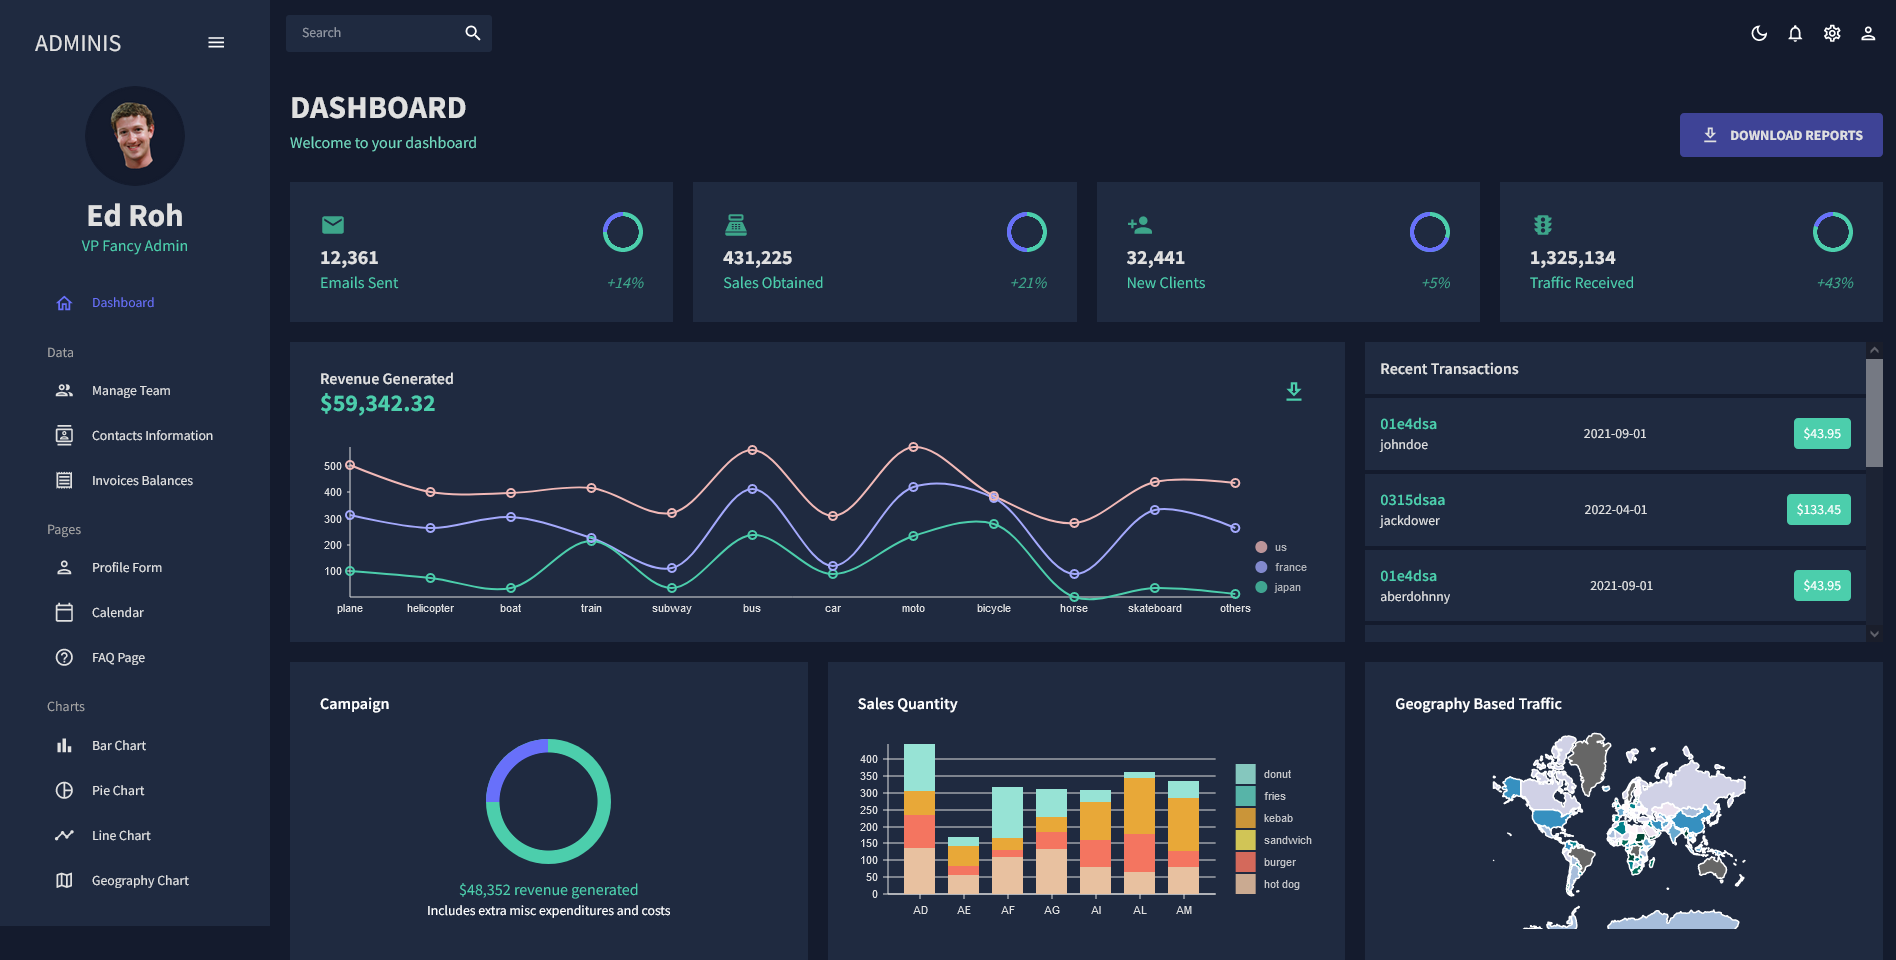 ADMINIS
Search
Ed Roh
VP Fancy Admin
Dashboard
Data
Manage Team
Contacts Information
Invoices Balances
Pages
Profile Form
Calendar
FAQ Page
Charts
Bar Chart
Pie Chart
Line Chart
Geography Chart
DASHBOARD
Welcome to your dashboard
DOWNLOAD REPORTS
12,361
Emails Sent
+14%
431,225
Sales Obtained
+21%
32,441
New Clients
+5%
1,325,134
Traffic Received
+43%
Revenue Generated
$59,342.32
500
400
300
200
100
plane helicopter boat train subway bus car moto bicycle horse skateboard others
us
france
japan
Recent Transactions
01e4dsa
johndoe
2021-09-01
$43.95
0315dsaa
jackdower
2022-04-01
$133.45
01e4dsa
aberdohnny
2021-09-01
$43.95
Campaign
$48,352 revenue generated
Includes extra misc expenditures and costs
Sales Quantity
400
350
300
250
200
150
100
50
0
AD AE AF AG AI AL AM
donut
fries
kebab
sandwich
burger
hot dog
Geography Based Traffic